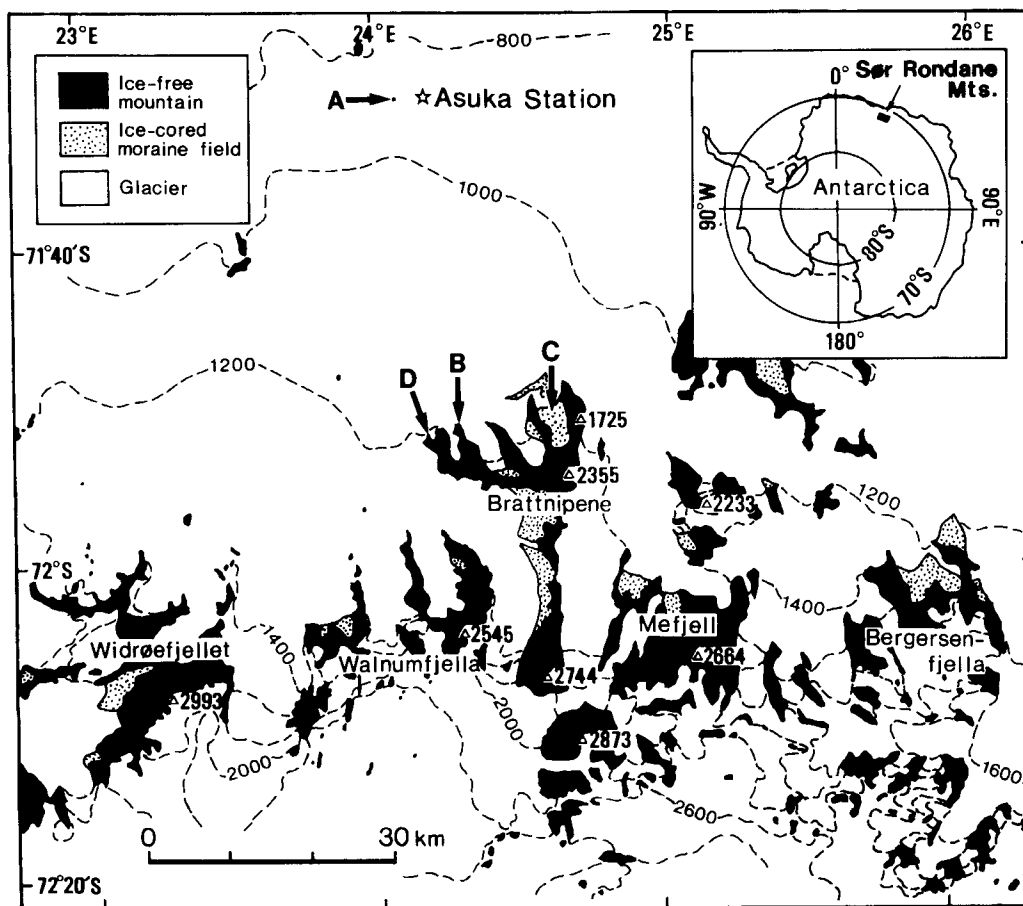 23°E
24°E
25°E
26°E
800
Ice-free
mountain
Ice-cored
moraine field
Glacier
A
☆Asuka Station
Sør Rondane
Mts.
0°
Antarctica
90°W
90°E
80°S
70°S
180°
1000
71°40'S
1200
D
B
C
△1725
△2355
Brattnipene
△2233
1200
72°S
1400
Widrøefjellet
1400
Walnumfjella
△2545
Mefjell
△2664
Bergersen-
fjella
△2993
△2744
2000
2000
△2873
1600
2600
0
30 km
72°20'S